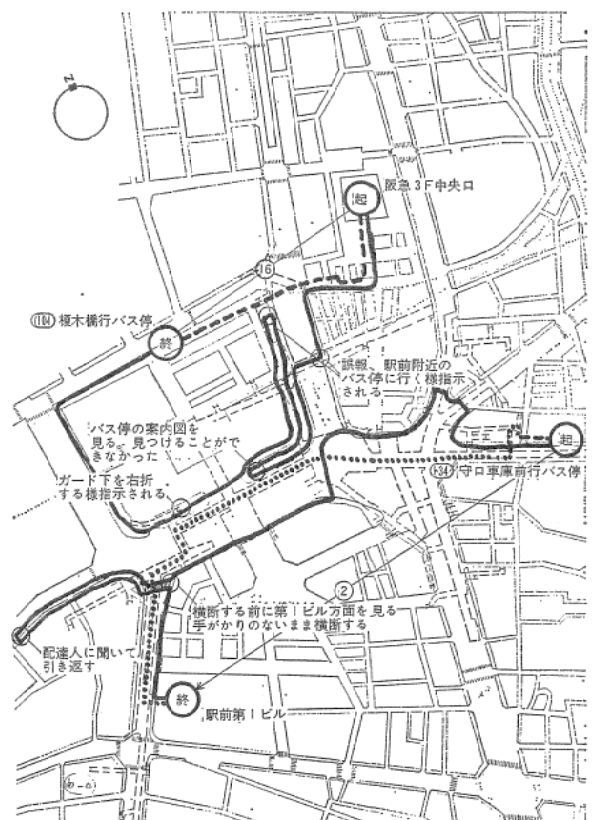 起
阪急3F中央口
16
(104) 榎木橋行バス停
終
誤報、駅前附近の
バス停に行く様指示
される
バス停の案内図を
見る。見つけることがで
きなかった
起
(34) 守口車庫前行バス停
ガード下を右折
する様指示される
②
横断する前に第1ビル方面を見る
手がかりのないまま横断する
配達人に聞いて
引き返す
終
駅前第1ビル